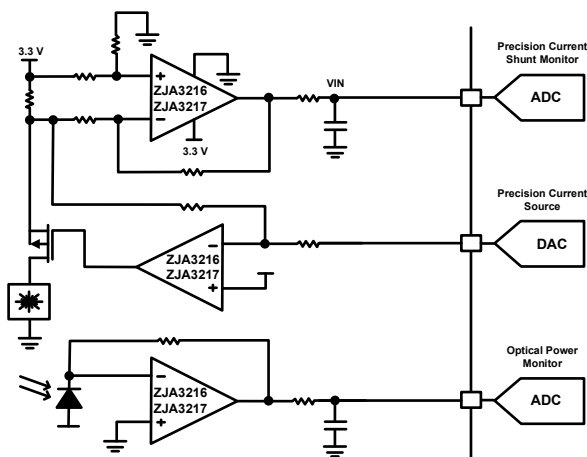 3.3 V
+
ZJA3216
ZJA3217
−
3.3 V
VIN
Precision Current
Shunt Monitor
ADC
−
ZJA3216
ZJA3217
+
Precision Current
Source
DAC
−
ZJA3216
ZJA3217
+
Optical Power
Monitor
ADC